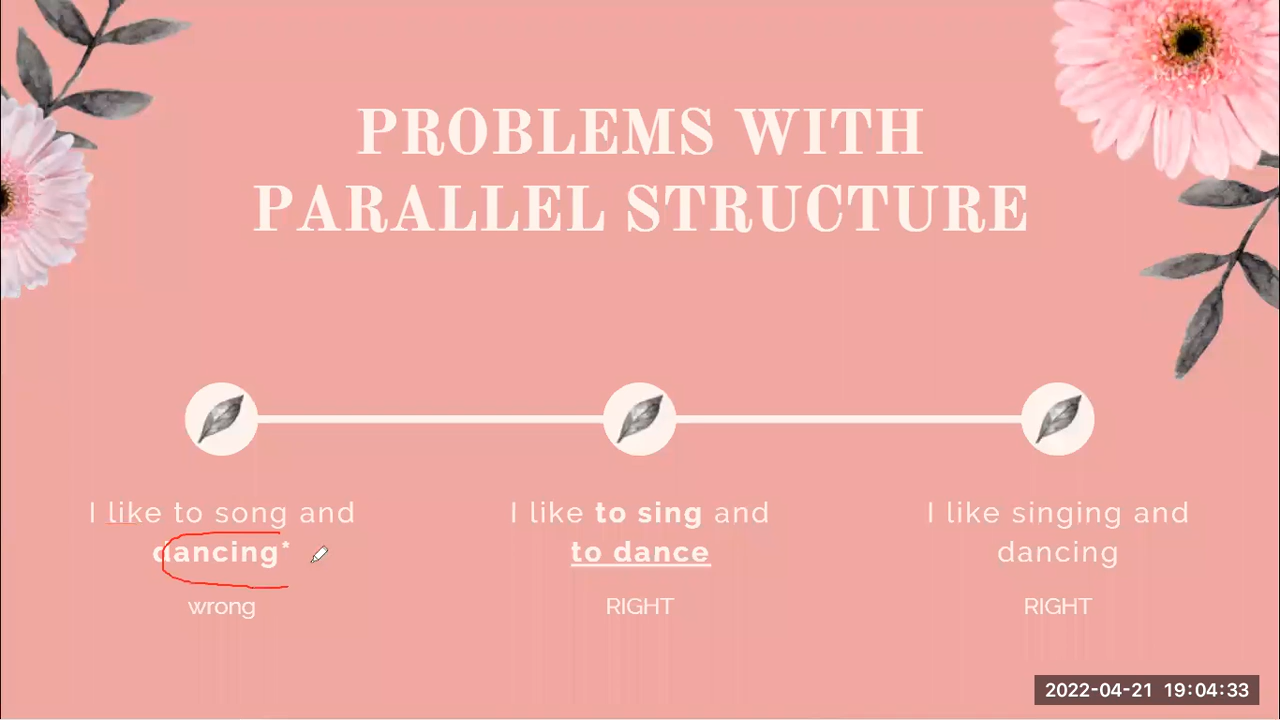 PROBLEMS WITH
PARALLEL STRUCTURE
I like to song and
dancing*
wrong
I like to sing and
to dance
RIGHT
I like singing and
dancing
RIGHT
2022-04-21 19:04:33